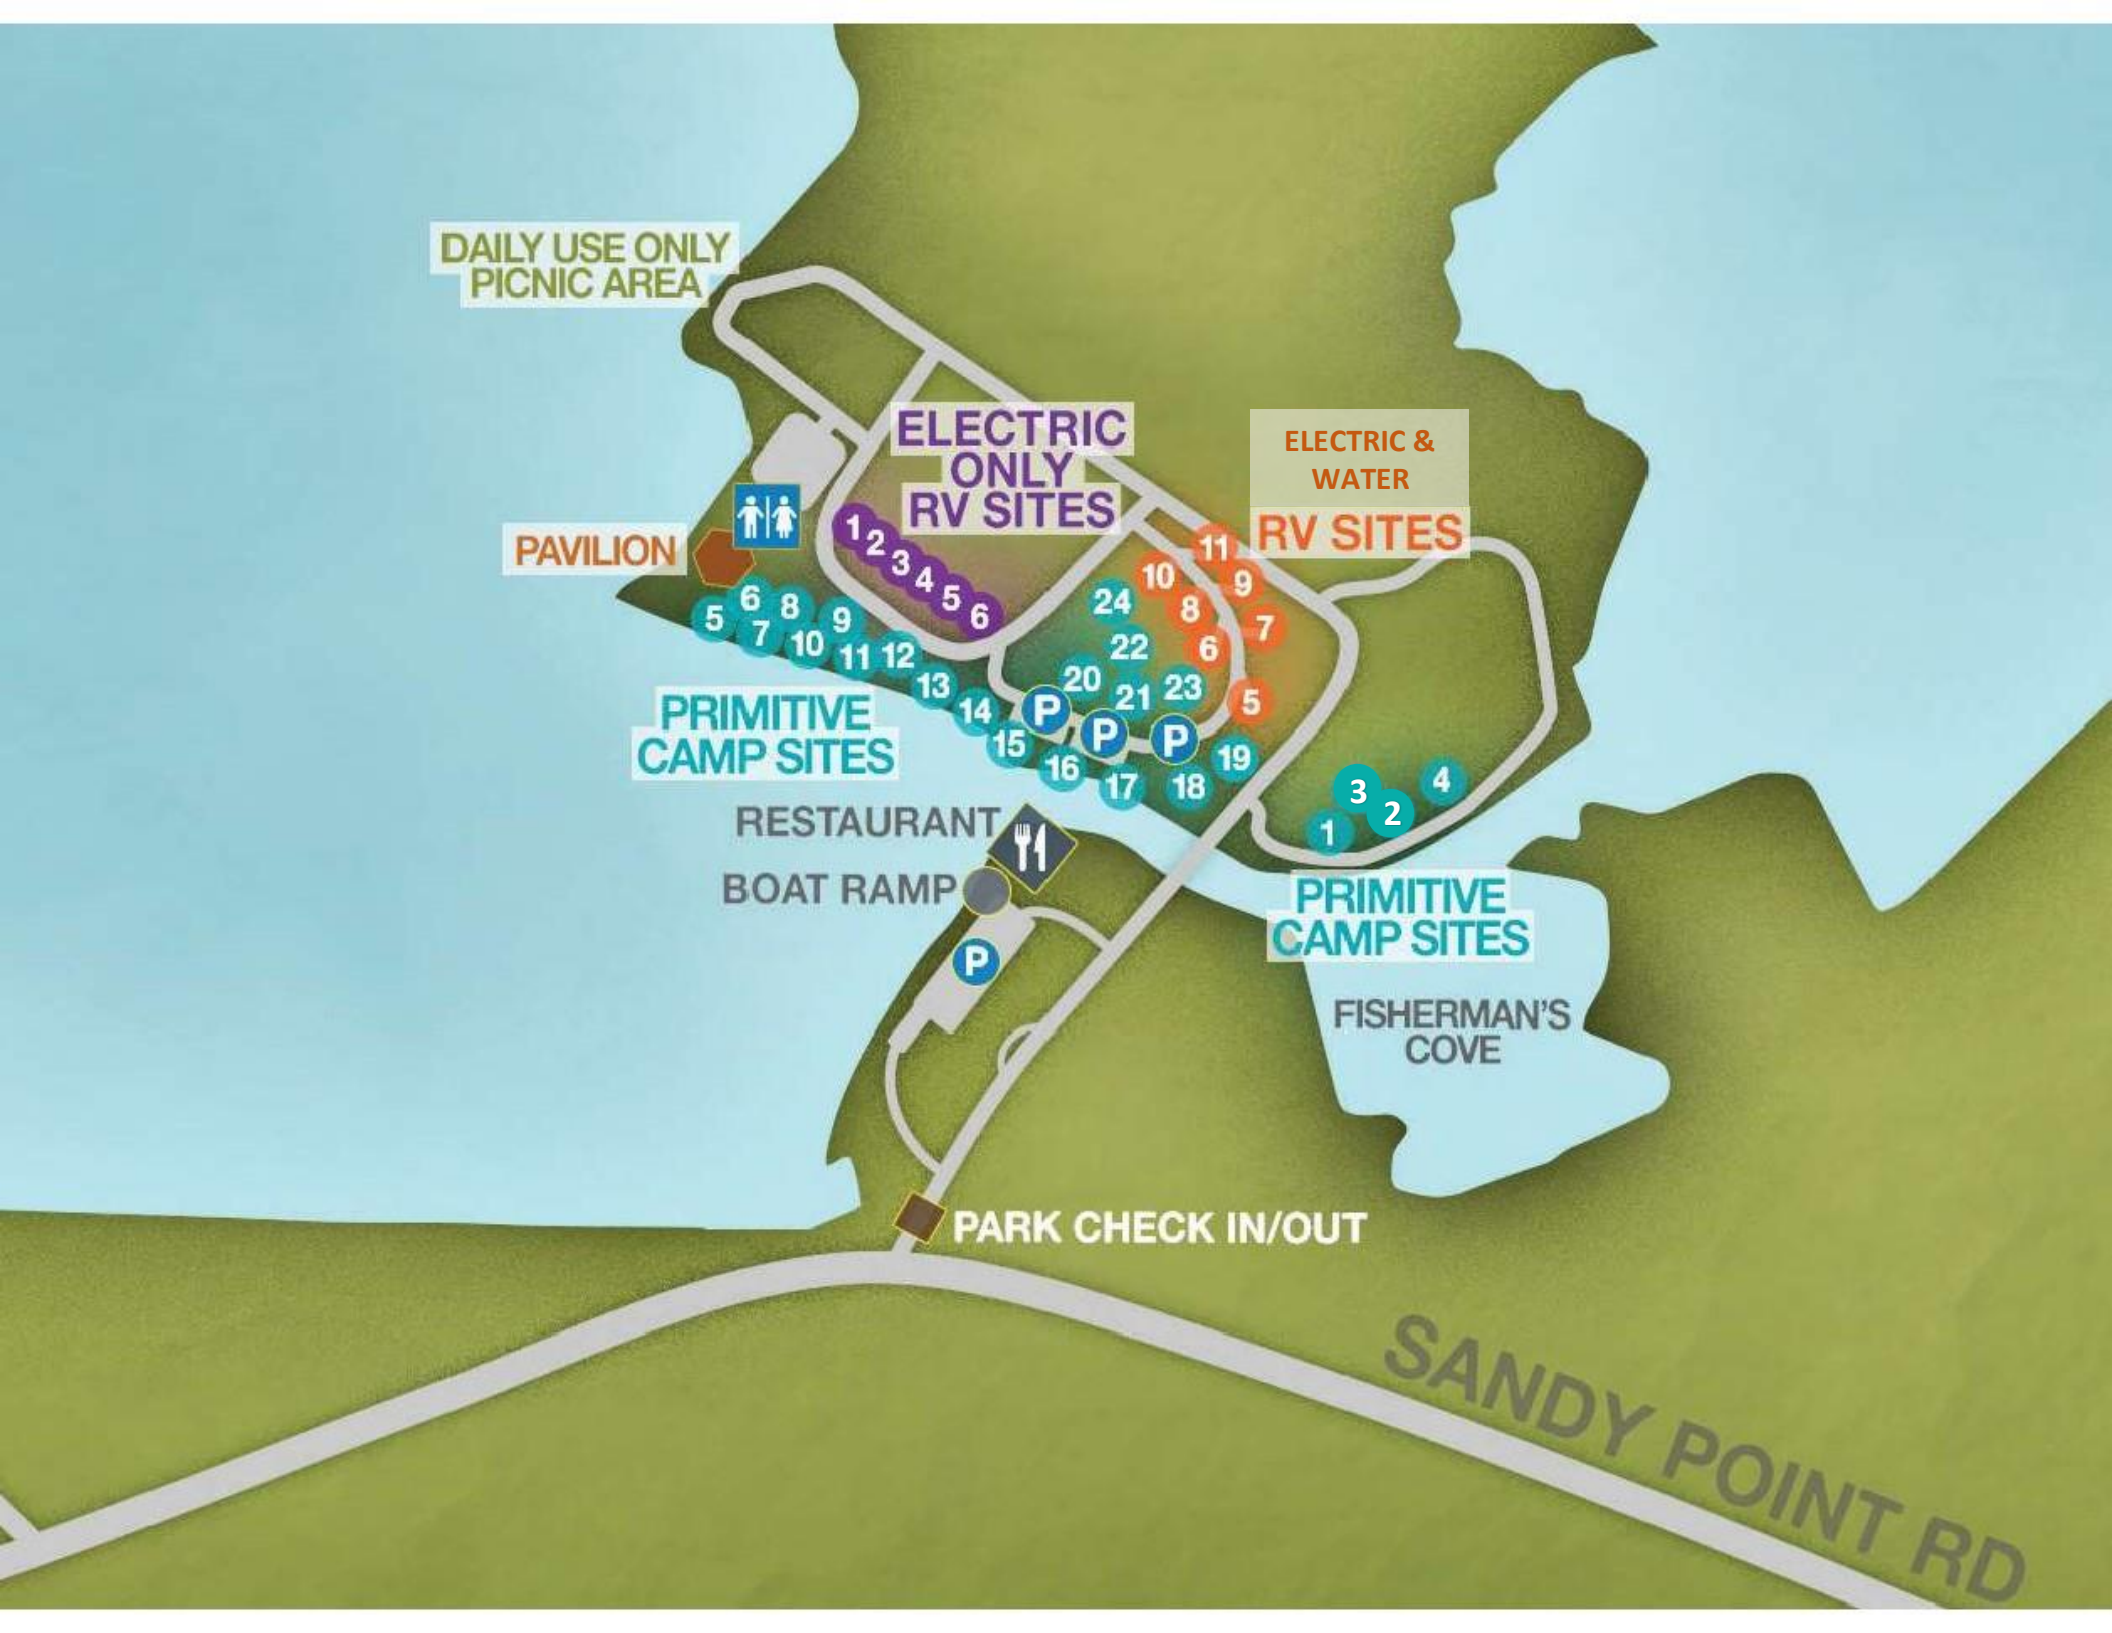 DAILY USE ONLY
PICNIC AREA
ELECTRIC
ONLY
RV SITES
ELECTRIC &
WATER
RV SITES
PAVILION
1
2
3
4
5
6
11
10
9
8
7
6
5
5
6
7
8
9
10
11
12
13
14
15
16
17
18
19
20
21
22
23
24
P
P
P
PRIMITIVE
CAMP SITES
3
4
2
1
RESTAURANT
BOAT RAMP
P
PRIMITIVE
CAMP SITES
FISHERMAN'S
COVE
PARK CHECK IN/OUT
SANDY POINT RD